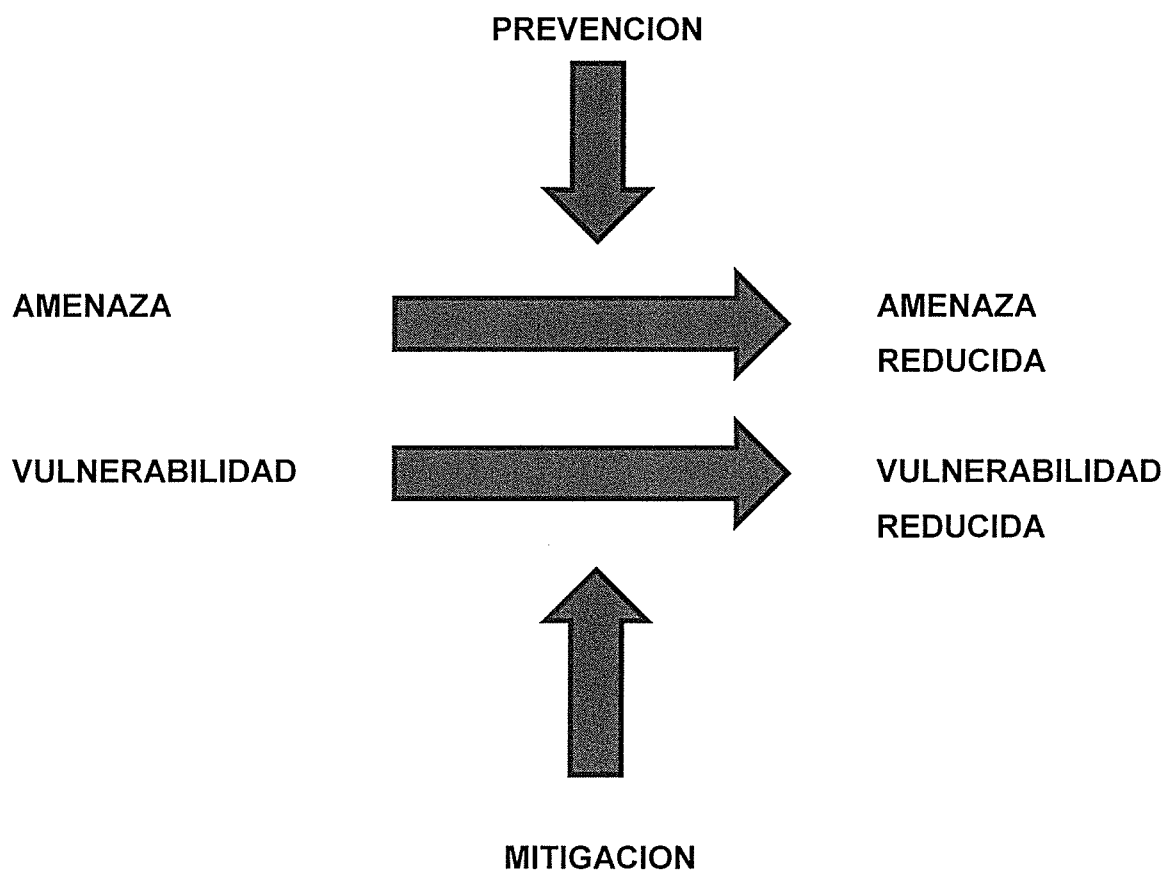 PREVENCION
AMENAZA
AMENAZA
REDUCIDA
VULNERABILIDAD
VULNERABILIDAD
REDUCIDA
MITIGACION